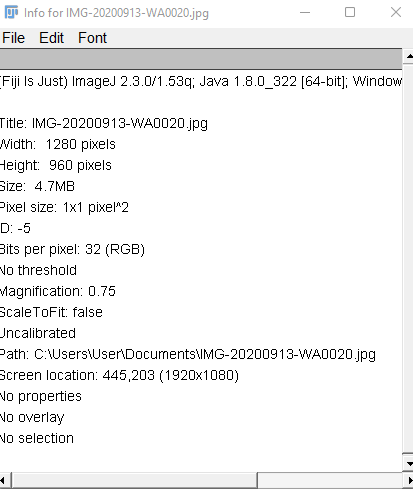 Info for IMG-20200913-WA0020.jpg
File Edit Font
(Fiji Is Just) ImageJ 2.3.0/1.53q; Java 1.8.0_322 [64-bit]; Window
Title: IMG-20200913-WA0020.jpg
Width: 1280 pixels
Height: 960 pixels
Size: 4.7MB
Pixel size: 1x1 pixel^2
ID: -5
Bits per pixel: 32 (RGB)
No threshold
Magnification: 0.75
ScaleToFit: false
Uncalibrated
Path: C:\Users\User\Documents\IMG-20200913-WA0020.jpg
Screen location: 445,203 (1920x1080)
No properties
No overlay
No selection